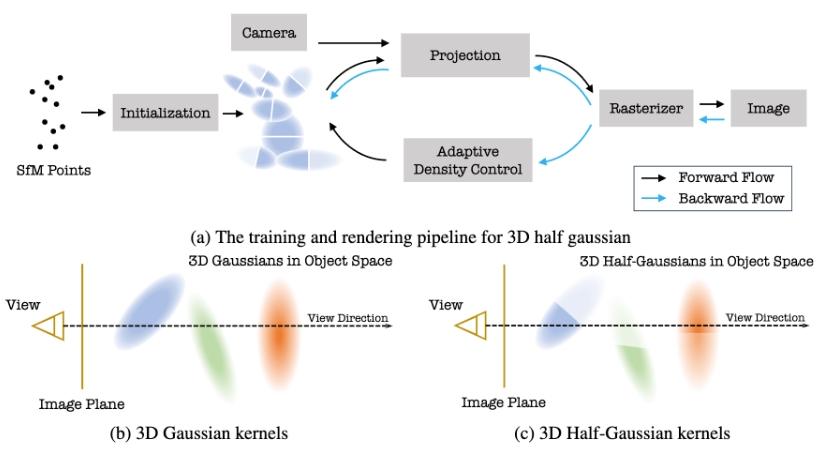 Camera
Projection
Initialization
Rasterizer
Image
SfM Points
Adaptive
Density Control
Forward Flow
Backward Flow
(a) The training and rendering pipeline for 3D half gaussian
3D Gaussians in Object Space
View
View Direction
Image Plane
(b) 3D Gaussian kernels
3D Half-Gaussians in Object Space
View
View Direction
Image Plane
(c) 3D Half-Gaussian kernels